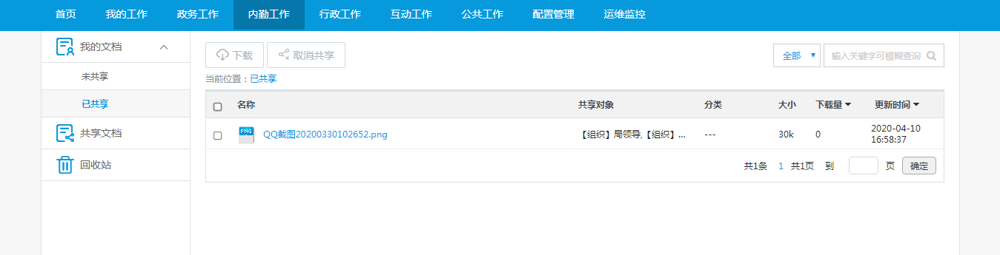 首页 我的工作 政务工作 内勤工作 行政工作 互动工作 公共工作 配置管理 运维监控
我的文档
未共享
已共享
共享文档
回收站
下载 取消共享 全部 输入关键字可模糊查询
当前位置：已共享
名称 共享对象 分类 大小 下载量 更新时间
PNG QQ截图20200330102652.png 【组织】局领导,【组织】... --- 30k 0 2020-04-10
16:58:37
共1条 1 共1页 到 页 确定